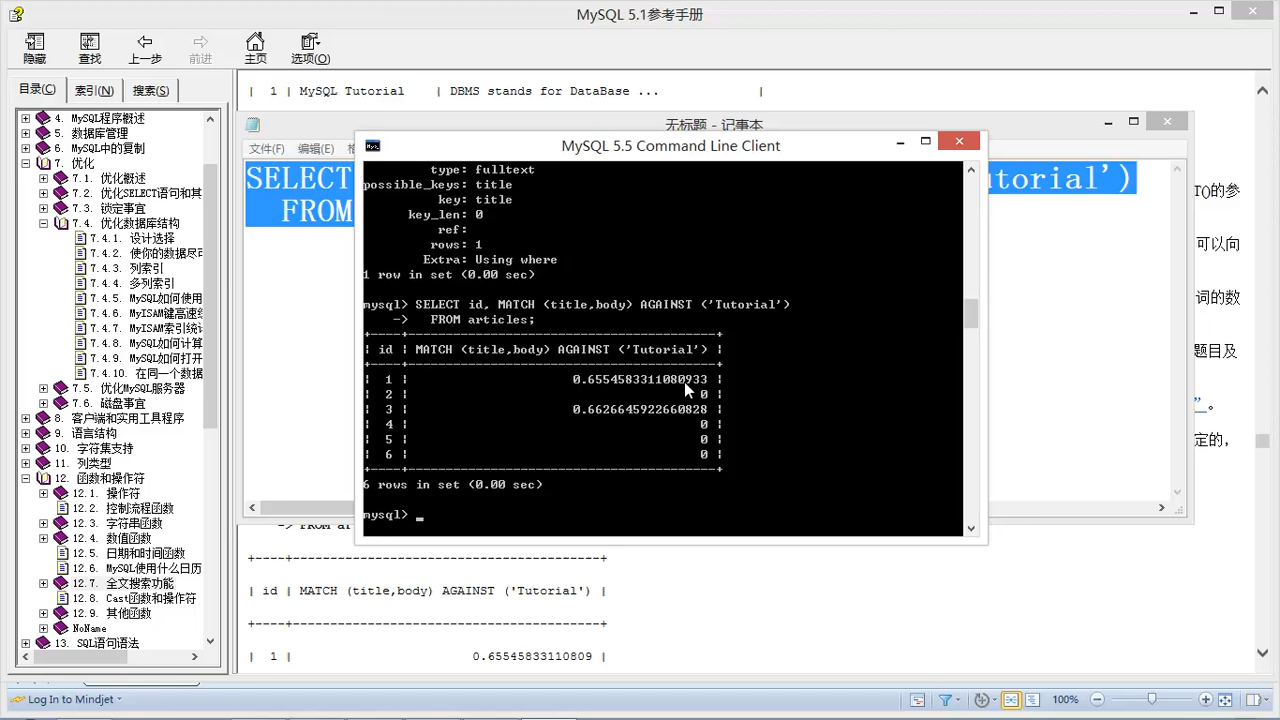 MySQL 5.1参考手册
隐藏
查找
上一步
前进
主页
选项(O)
目录(C)
索引(N)
搜索(S)
4. MySQL程序概述
5. 数据库管理
6. MySQL中的复制
7. 优化
7.1. 优化概述
7.2. 优化SELECT语句和其
7.3. 锁定事宜
7.4. 优化数据库结构
7.4.1. 设计选择
7.4.2. 使你的数据尽可
7.4.3. 列索引
7.4.4. 多列索引
7.4.5. MySQL如何使用
7.4.6. MyISAM键高速缓
7.4.7. MyISAM索引统计
7.4.8. MySQL如何计算
7.4.9. MySQL如何打开
7.4.10. 在同一个数据
7.5. 优化MySQL服务器
7.6. 磁盘事宜
8. 客户端和实用工具程序
9. 语言结构
10. 字符集支持
11. 列类型
12. 函数和操作符
12.1. 操作符
12.2. 控制流程函数
12.3. 字符串函数
12.4. 数值函数
12.5. 日期和时间函数
12.6. MySQL使用什么日历
12.7. 全文搜索功能
12.8. Cast函数和操作符
12.9. 其他函数
NoName
13. SQL语句语法
| 1 | MySQL Tutorial | DBMS stands for DataBase ... |
无标题 - 记事本
文件(F) 编辑(E)
SELECT utorial')
FROM
()的参
可以向
词的数
题目及
”。
定的，
MySQL 5.5 Command Line Client
type: fulltext
possible_keys: title
key: title
key_len: 0
ref:
rows: 1
Extra: Using where
1 row in set (0.00 sec)
mysql> SELECT id, MATCH (title,body) AGAINST ('Tutorial')
-> FROM articles;
+----+-----------------------------------------+
| id | MATCH (title,body) AGAINST ('Tutorial') |
+----+-----------------------------------------+
| 1 | 0.6554583311080933 |
| 2 | 0 |
| 3 | 0.6626645922660828 |
| 4 | 0 |
| 5 | 0 |
| 6 | 0 |
+----+-----------------------------------------+
6 rows in set (0.00 sec)
mysql> _
-> FROM ar
+----+-----------------------------------------+
| id | MATCH (title,body) AGAINST ('Tutorial') |
+----+-----------------------------------------+
| 1 | 0.65545833110809 |
Log In to Mindjet
100%